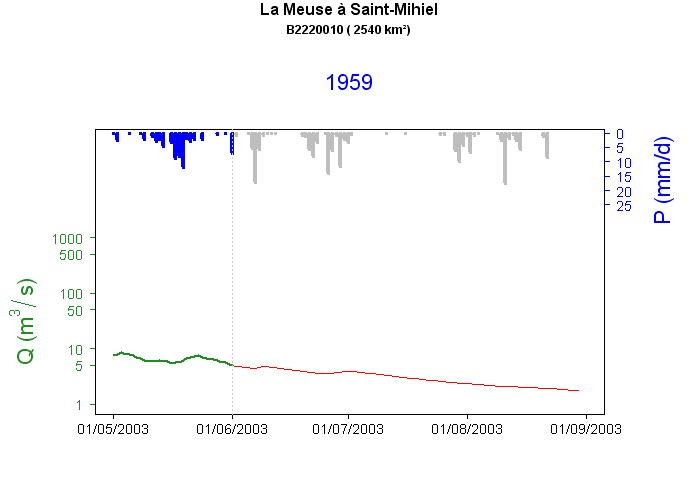 La Meuse à Saint-Mihiel
B2220010 ( 2540 km²)
1959
0
5
10
15
20
25
P (mm/d)
1000
500
100
50
10
5
1
Q (m³/ s)
01/05/2003 01/06/2003 01/07/2003 01/08/2003 01/09/2003